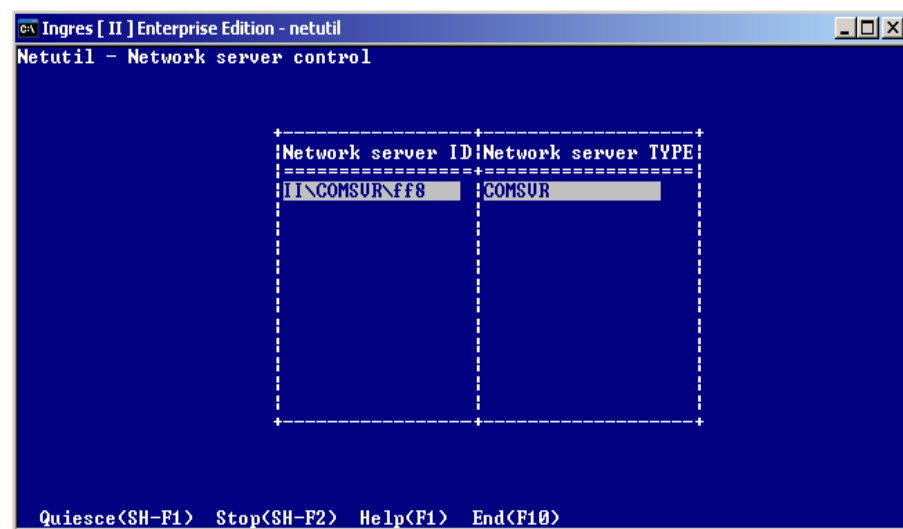 Ingres [ II ] Enterprise Edition - netutil
Netutil - Network server control
Network server ID Network server TYPE
II\COMSVR\ff8 COMSVR
Quiesce(SH-F1) Stop(SH-F2) Help(F1) End(F10)